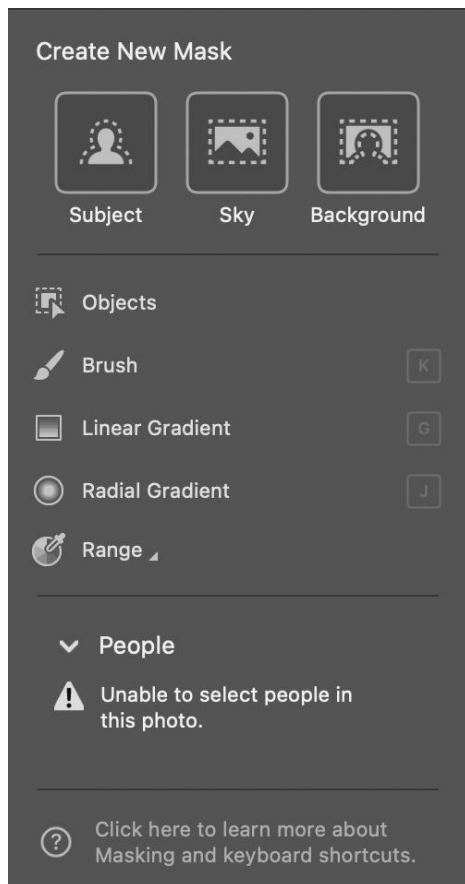 Create New Mask
Subject Sky Background
Objects
Brush K
Linear Gradient G
Radial Gradient J
Range
People
Unable to select people in
this photo.
Click here to learn more about
Masking and keyboard shortcuts.